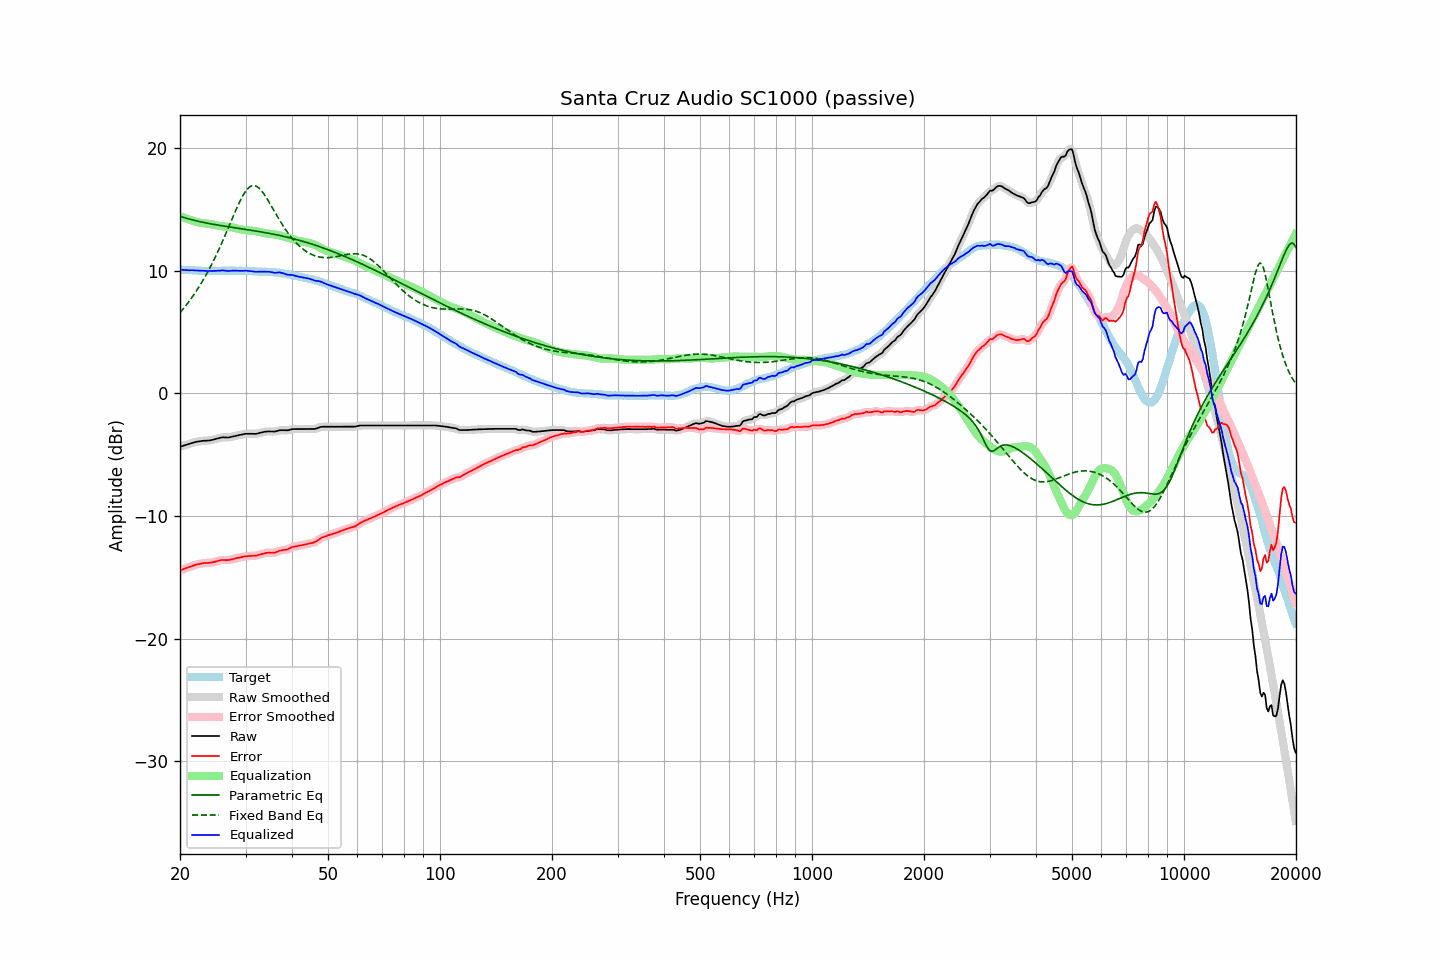 Santa Cruz Audio SC1000 (passive)
20
10
0
−10
−20
−30
Amplitude (dBr)
Target
Raw Smoothed
Error Smoothed
Raw
Error
Equalization
Parametric Eq
Fixed Band Eq
Equalized
20 50 100 200 500 1000 2000 5000 10000 20000
Frequency (Hz)